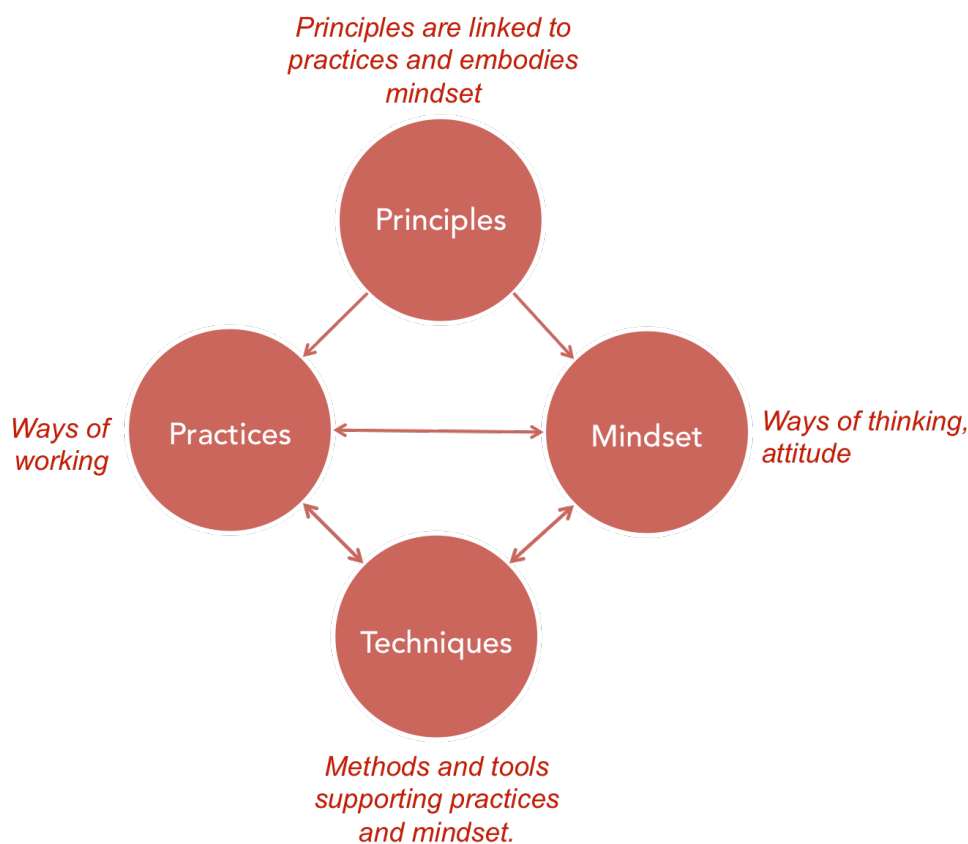 Principles are linked to
practices and embodies
mindset
Principles
Ways of
working
Practices
Mindset
Ways of thinking,
attitude
Techniques
Methods and tools
supporting practices
and mindset.